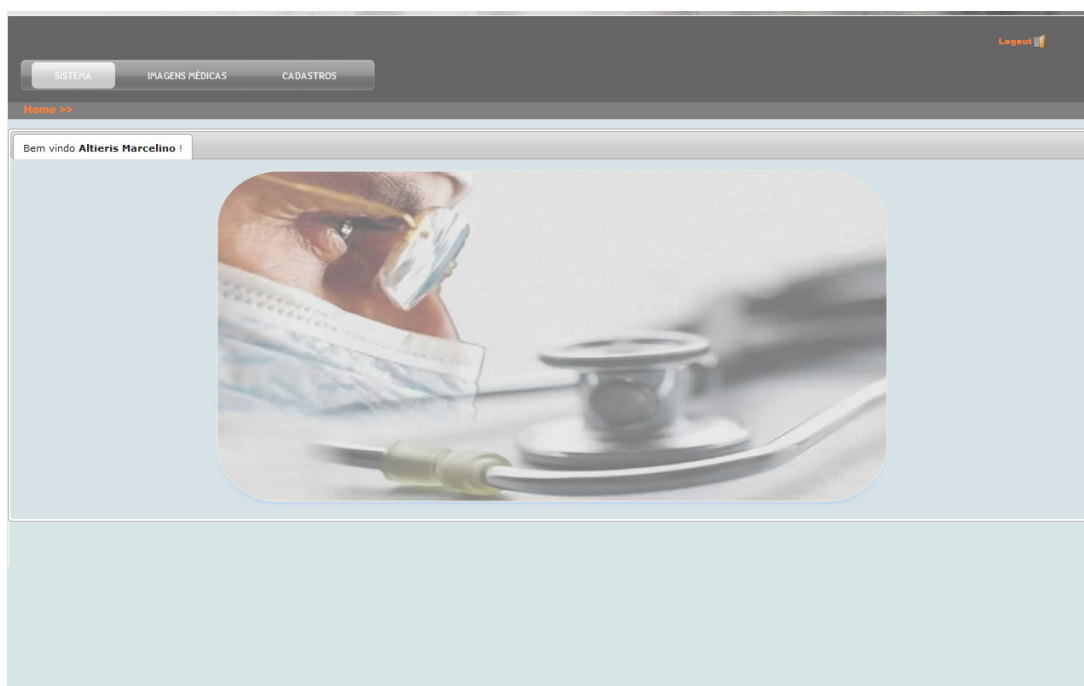 Logout
SISTEMA IMAGENS MÉDICAS CADASTROS
Home >>
Bem vindo Altieris Marcelino !